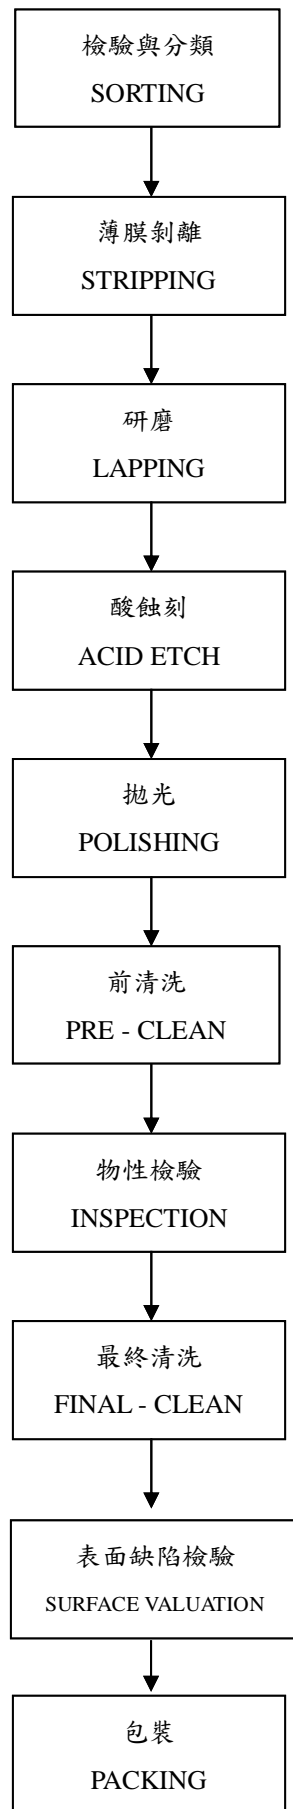 檢驗與分類
SORTING
薄膜剝離
STRIPPING
研磨
LAPPING
酸蝕刻
ACID ETCH
拋光
POLISHING
前清洗
PRE - CLEAN
物性檢驗
INSPECTION
最終清洗
FINAL - CLEAN
表面缺陷檢驗
SURFACE VALUATION
包裝
PACKING